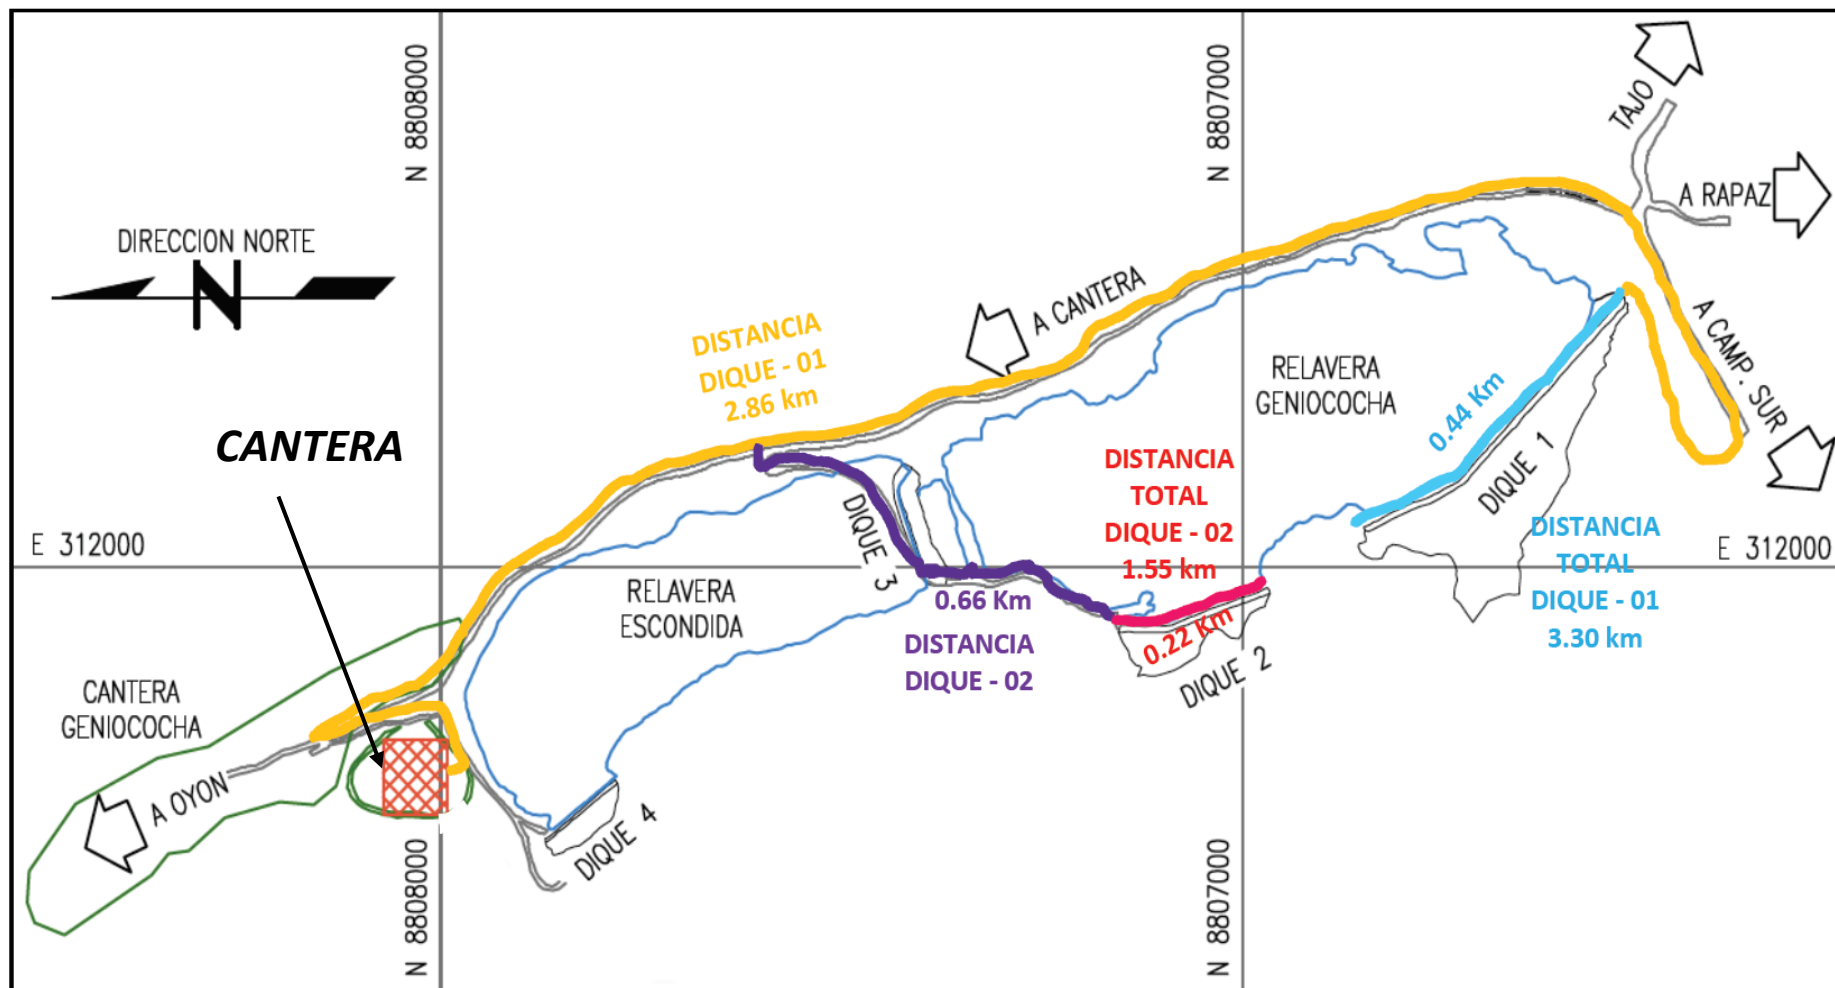 N 8808000
N 8807000
TAJO
A RAPAZ
DIRECCION NORTE
N
A CANTERA
A CAMP. SUR
DISTANCIA
DIQUE - 01
2.86 km
RELAVERA
GENIOCOCHA
0.44 Km
CANTERA
DISTANCIA
TOTAL
DIQUE - 02
1.55 km
DIQUE 1
DIQUE 3
E 312000
DISTANCIA
TOTAL
DIQUE - 01
3.30 km
E 312000
RELAVERA
ESCONDIDA
0.66 Km
DISTANCIA
DIQUE - 02
0.22 Km
DIQUE 2
CANTERA
GENIOCOCHA
A OYON
DIQUE 4
N 8808000
N 8807000